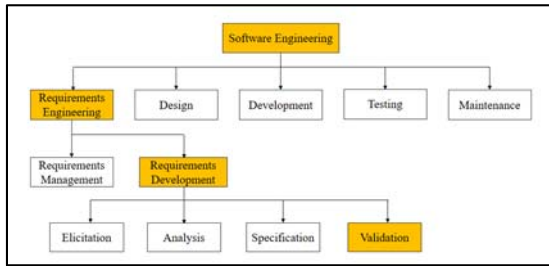 Software Engineering
Requirements
Engineering
Design
Development
Testing
Maintenance
Requirements
Management
Requirements
Development
Elicitation
Analysis
Specification
Validation